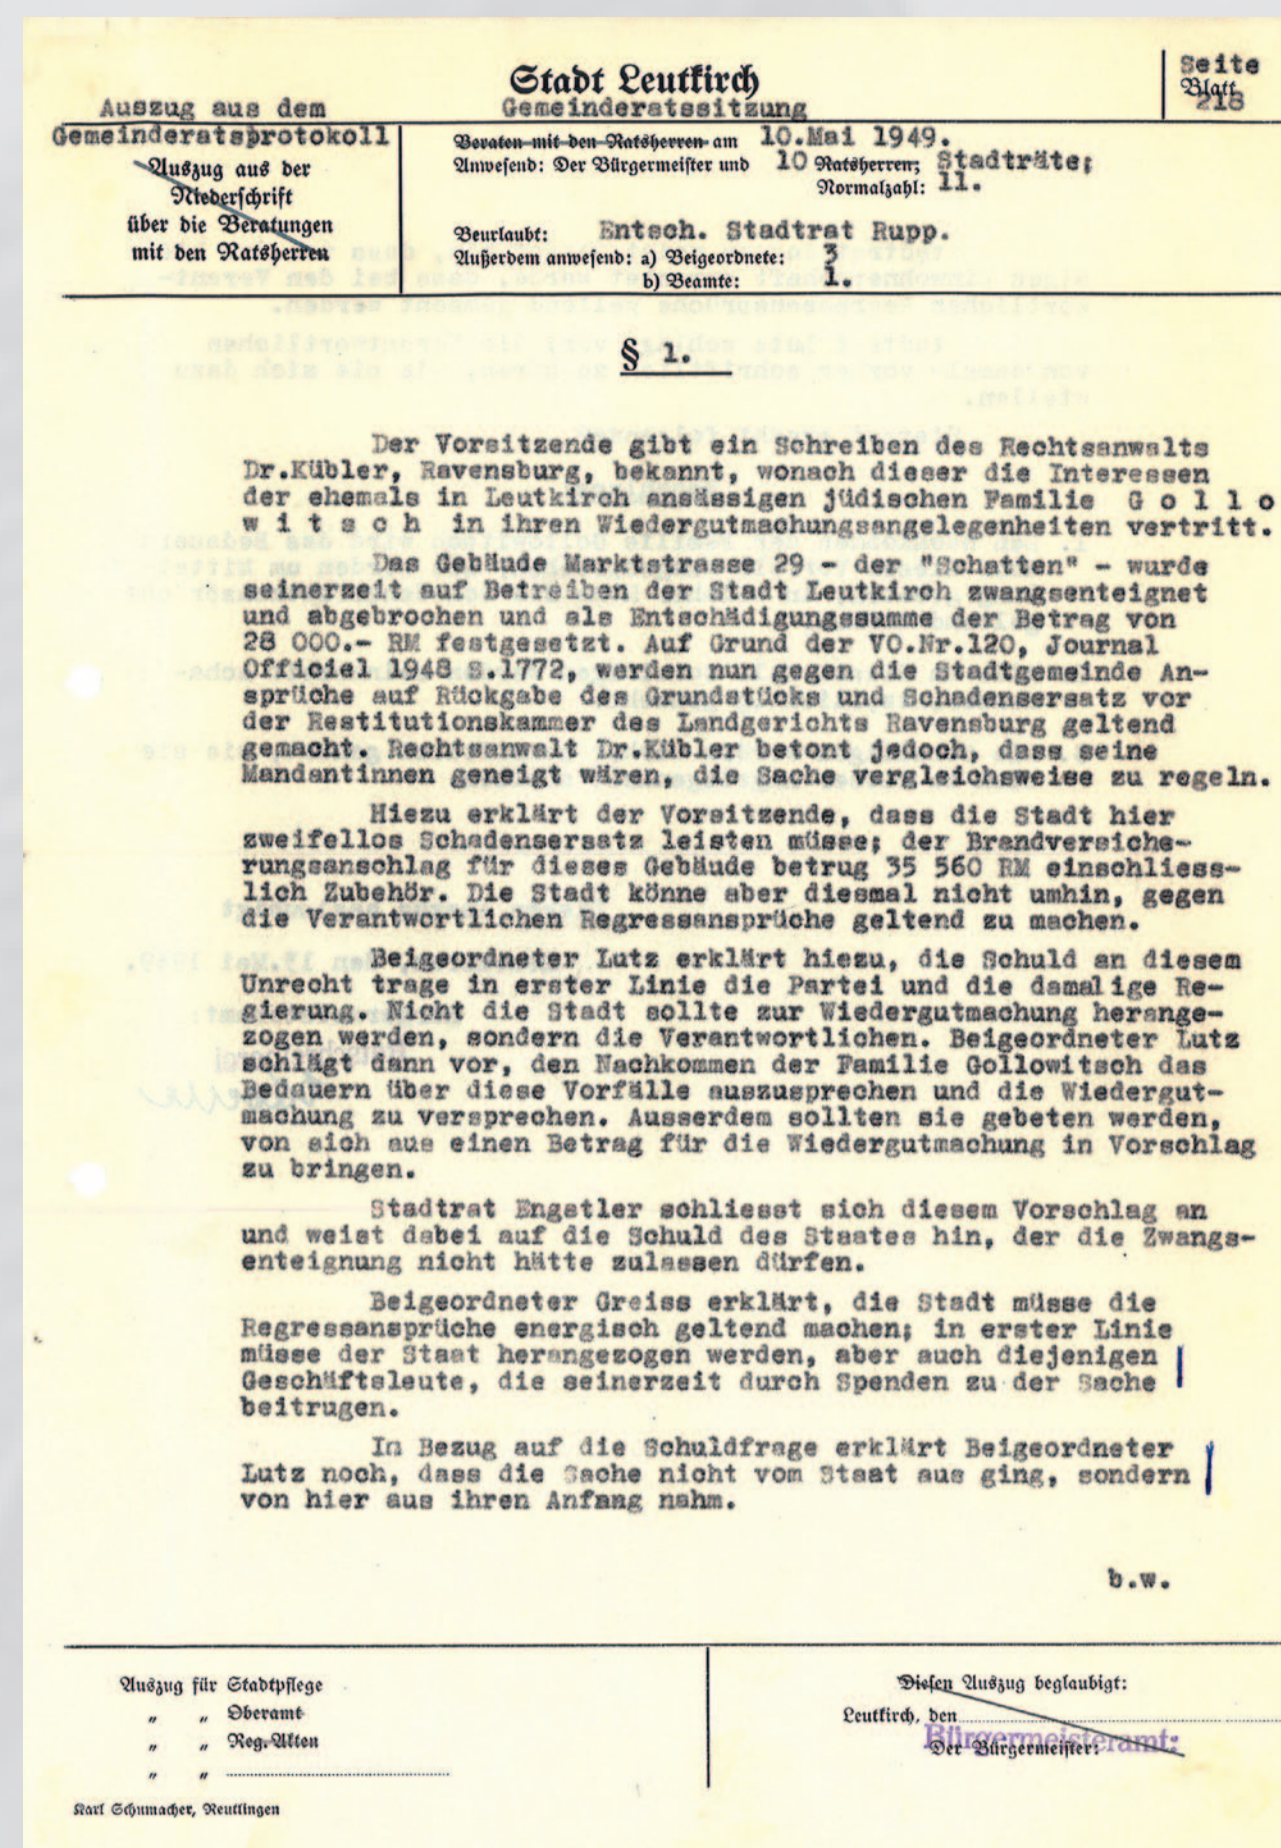 Stadt Leutkirch
Seite
Blatt
218
Auszug aus dem
Gemeinderatssitzung
Gemeinderatsprotokoll
Auszug aus der
Niederschrift
über die Beratungen
mit den Ratsherren
Beraten mit den Ratsherren am 10.Mai 1949.
Anwesend: Der Bürgermeister und 10 Ratsherren; Stadträte;
Normalzahl: 11.
Beurlaubt: Entsch. Stadtrat Rupp.
Außerdem anwesend: a) Beigeordnete: 3
b) Beamte: 1.
§ 1.
Der Vorsitzende gibt ein Schreiben des Rechtsanwalts
Dr.Kübler, Ravensburg, bekannt, wonach dieser die Interessen
der ehemals in Leutkirch ansässigen jüdischen Familie G o l l o
w i t s c h in ihren Wiedergutmachungsangelegenheiten vertritt.
Das Gebäude Marktstrasse 29 - der "Schatten" - wurde
seinerzeit auf Betreiben der Stadt Leutkirch zwangsenteignet
und abgebrochen und als Entschädigungssumme der Betrag von
28 000.- RM festgesetzt. Auf Grund der VO.Nr.120, Journal
Officiel 1948 S.1772, werden nun gegen die Stadtgemeinde An-
sprüche auf Rückgabe des Grundstücks und Schadensersatz vor
der Restitutionskammer des Landgerichts Ravensburg geltend
gemacht. Rechtsanwalt Dr.Kübler betont jedoch, dass seine
Mandantinnen geneigt wären, die Sache vergleichsweise zu regeln.
Hiezu erklärt der Vorsitzende, dass die Stadt hier
zweifellos Schadensersatz leisten müsse; der Brandversiche-
rungsanschlag für dieses Gebäude betrug 35 560 RM einschliess-
lich Zubehör. Die Stadt könne aber diesmal nicht umhin, gegen
die Verantwortlichen Regressansprüche geltend zu machen.
Beigeordneter Lutz erklärt hiezu, die Schuld an diesem
Unrecht trage in erster Linie die Partei und die damalige Re-
gierung. Nicht die Stadt sollte zur Wiedergutmachung herange-
zogen werden, sondern die Verantwortlichen. Beigeordneter Lutz
schlägt dann vor, den Nachkommen der Familie Gollowitsch das
Bedauern über diese Vorfälle auszusprechen und die Wiedergut-
machung zu versprechen. Ausserdem sollten sie gebeten werden,
von sich aus einen Betrag für die Wiedergutmachung in Vorschlag
zu bringen.
Stadtrat Engstler schliesst sich diesem Vorschlag an
und weist dabei auf die Schuld des Staates hin, der die Zwangs-
enteignung nicht hätte zulassen dürfen.
Beigeordneter Greiss erklärt, die Stadt müsse die
Regressansprüche energisch geltend machen; in erster Linie
müsse der Staat herangezogen werden, aber auch diejenigen
Geschäftsleute, die seinerzeit durch Spenden zu der Sache
beitrugen.
In Bezug auf die Schuldfrage erklärt Beigeordneter
Lutz noch, dass die Sache nicht vom Staat aus ging, sondern
von hier aus ihren Anfang nahm.
b.w.
Auszug für Stadtpflege
" " Oberamt
" " Reg.-Akten
" "
Diesen Auszug beglaubigt:
Leutkirch, den
Bürgermeisteramt:
Der Bürgermeister:
Karl Schumacher, Reutlingen